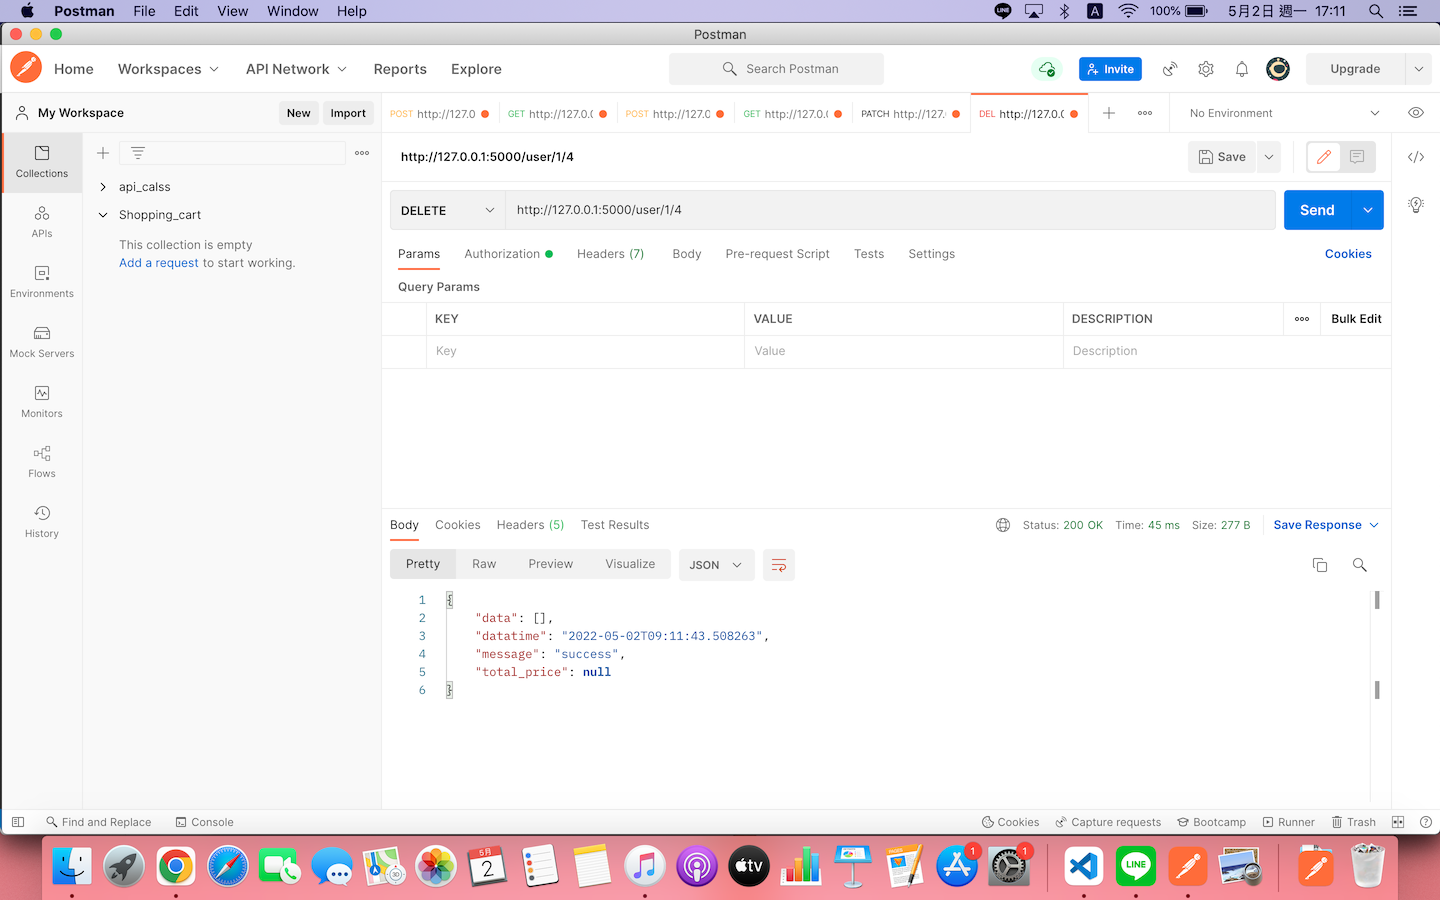 Postman File Edit View Window Help
LINE A 100% 5月2日 週一 17:11
Postman
Home Workspaces API Network Reports Explore Search Postman Invite Upgrade
My Workspace New Import
POST http://127.0 GET http://127.0.( POST http://127.( GET http://127.0.( PATCH http://127. DEL http://127.0.( No Environment
Collections
APIs
Environments
Mock Servers
Monitors
Flows
History
api_calss
Shopping_cart
This collection is empty
Add a request to start working.
http://127.0.0.1:5000/user/1/4 Save
DELETE http://127.0.0.1:5000/user/1/4 Send
Params Authorization Headers (7) Body Pre-request Script Tests Settings Cookies
Query Params
KEY VALUE DESCRIPTION Bulk Edit
Key Value Description
Body Cookies Headers (5) Test Results Status: 200 OK Time: 45 ms Size: 277 B Save Response
Pretty Raw Preview Visualize JSON
1 {
2 "data": [],
3 "datatime": "2022-05-02T09:11:43.508263",
4 "message": "success",
5 "total_price": null
6 }
Find and Replace Console Cookies Capture requests Bootcamp Runner Trash
5月 2 30 tv 1 1 LINE